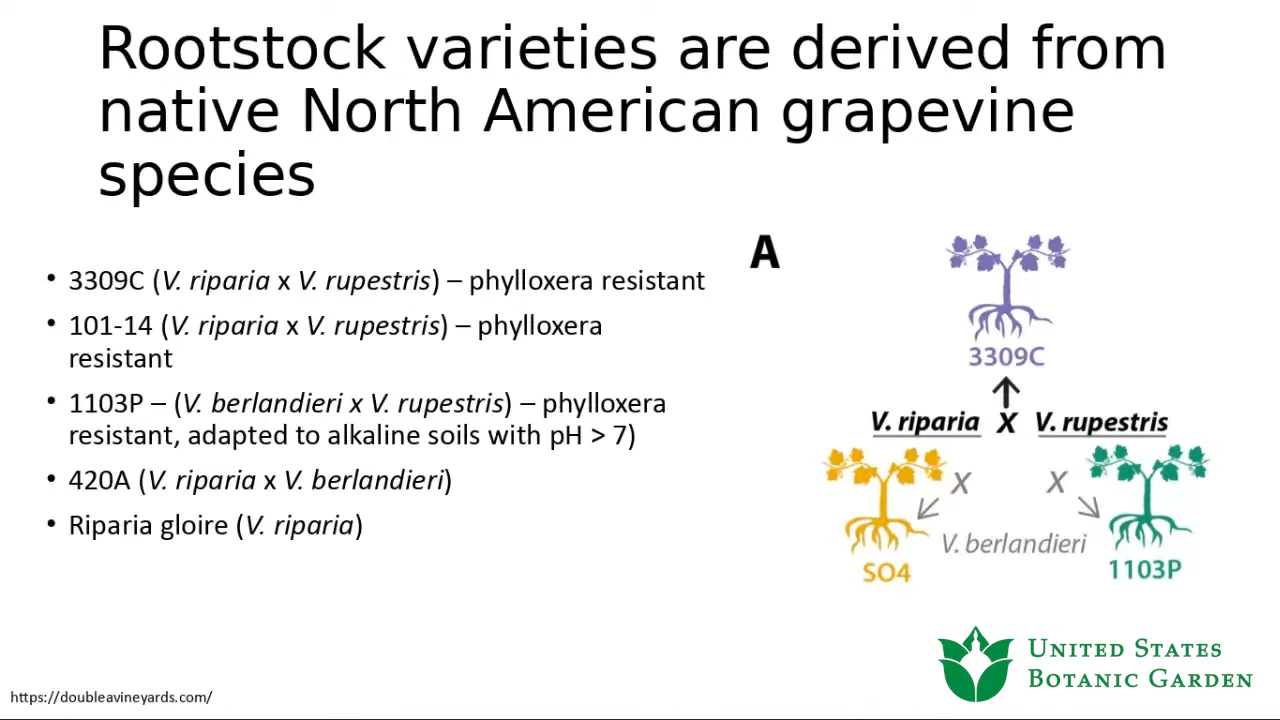 Rootstock varieties are derived from
native North American grapevine
species
• 3309C (V. riparia x V. rupestris) – phylloxera resistant
• 101-14 (V. riparia x V. rupestris) – phylloxera
resistant
• 1103P – (V. berlandieri x V. rupestris) – phylloxera
resistant, adapted to alkaline soils with pH > 7)
• 420A (V. riparia x V. berlandieri)
• Riparia gloire (V. riparia)
A
3309C
V. riparia X V. rupestris
X X
V. berlandieri
SO4 1103P
UNITED STATES
BOTANIC GARDEN
https://doubleavineyards.com/